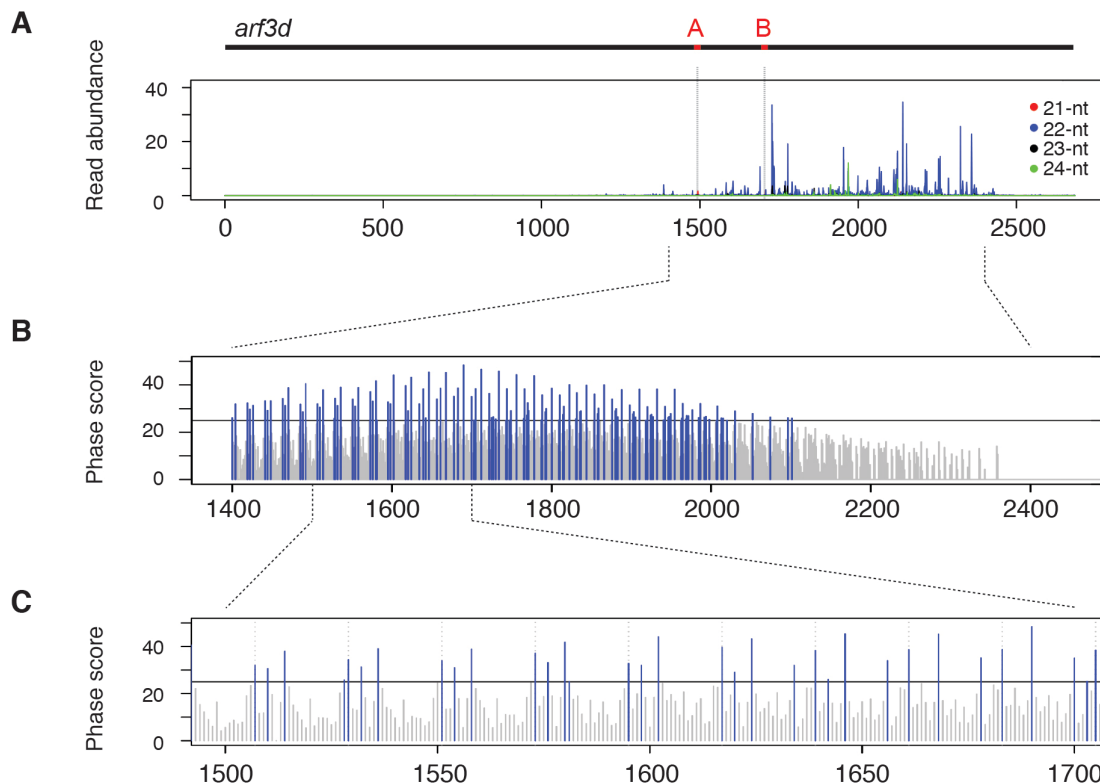 A
arf3d
A
B
Read abundance
40
20
0
21-nt
22-nt
23-nt
24-nt
0 500 1000 1500 2000 2500
B
Phase score
40
20
0
1400 1600 1800 2000 2200 2400
C
Phase score
40
20
0
1500 1550 1600 1650 1700